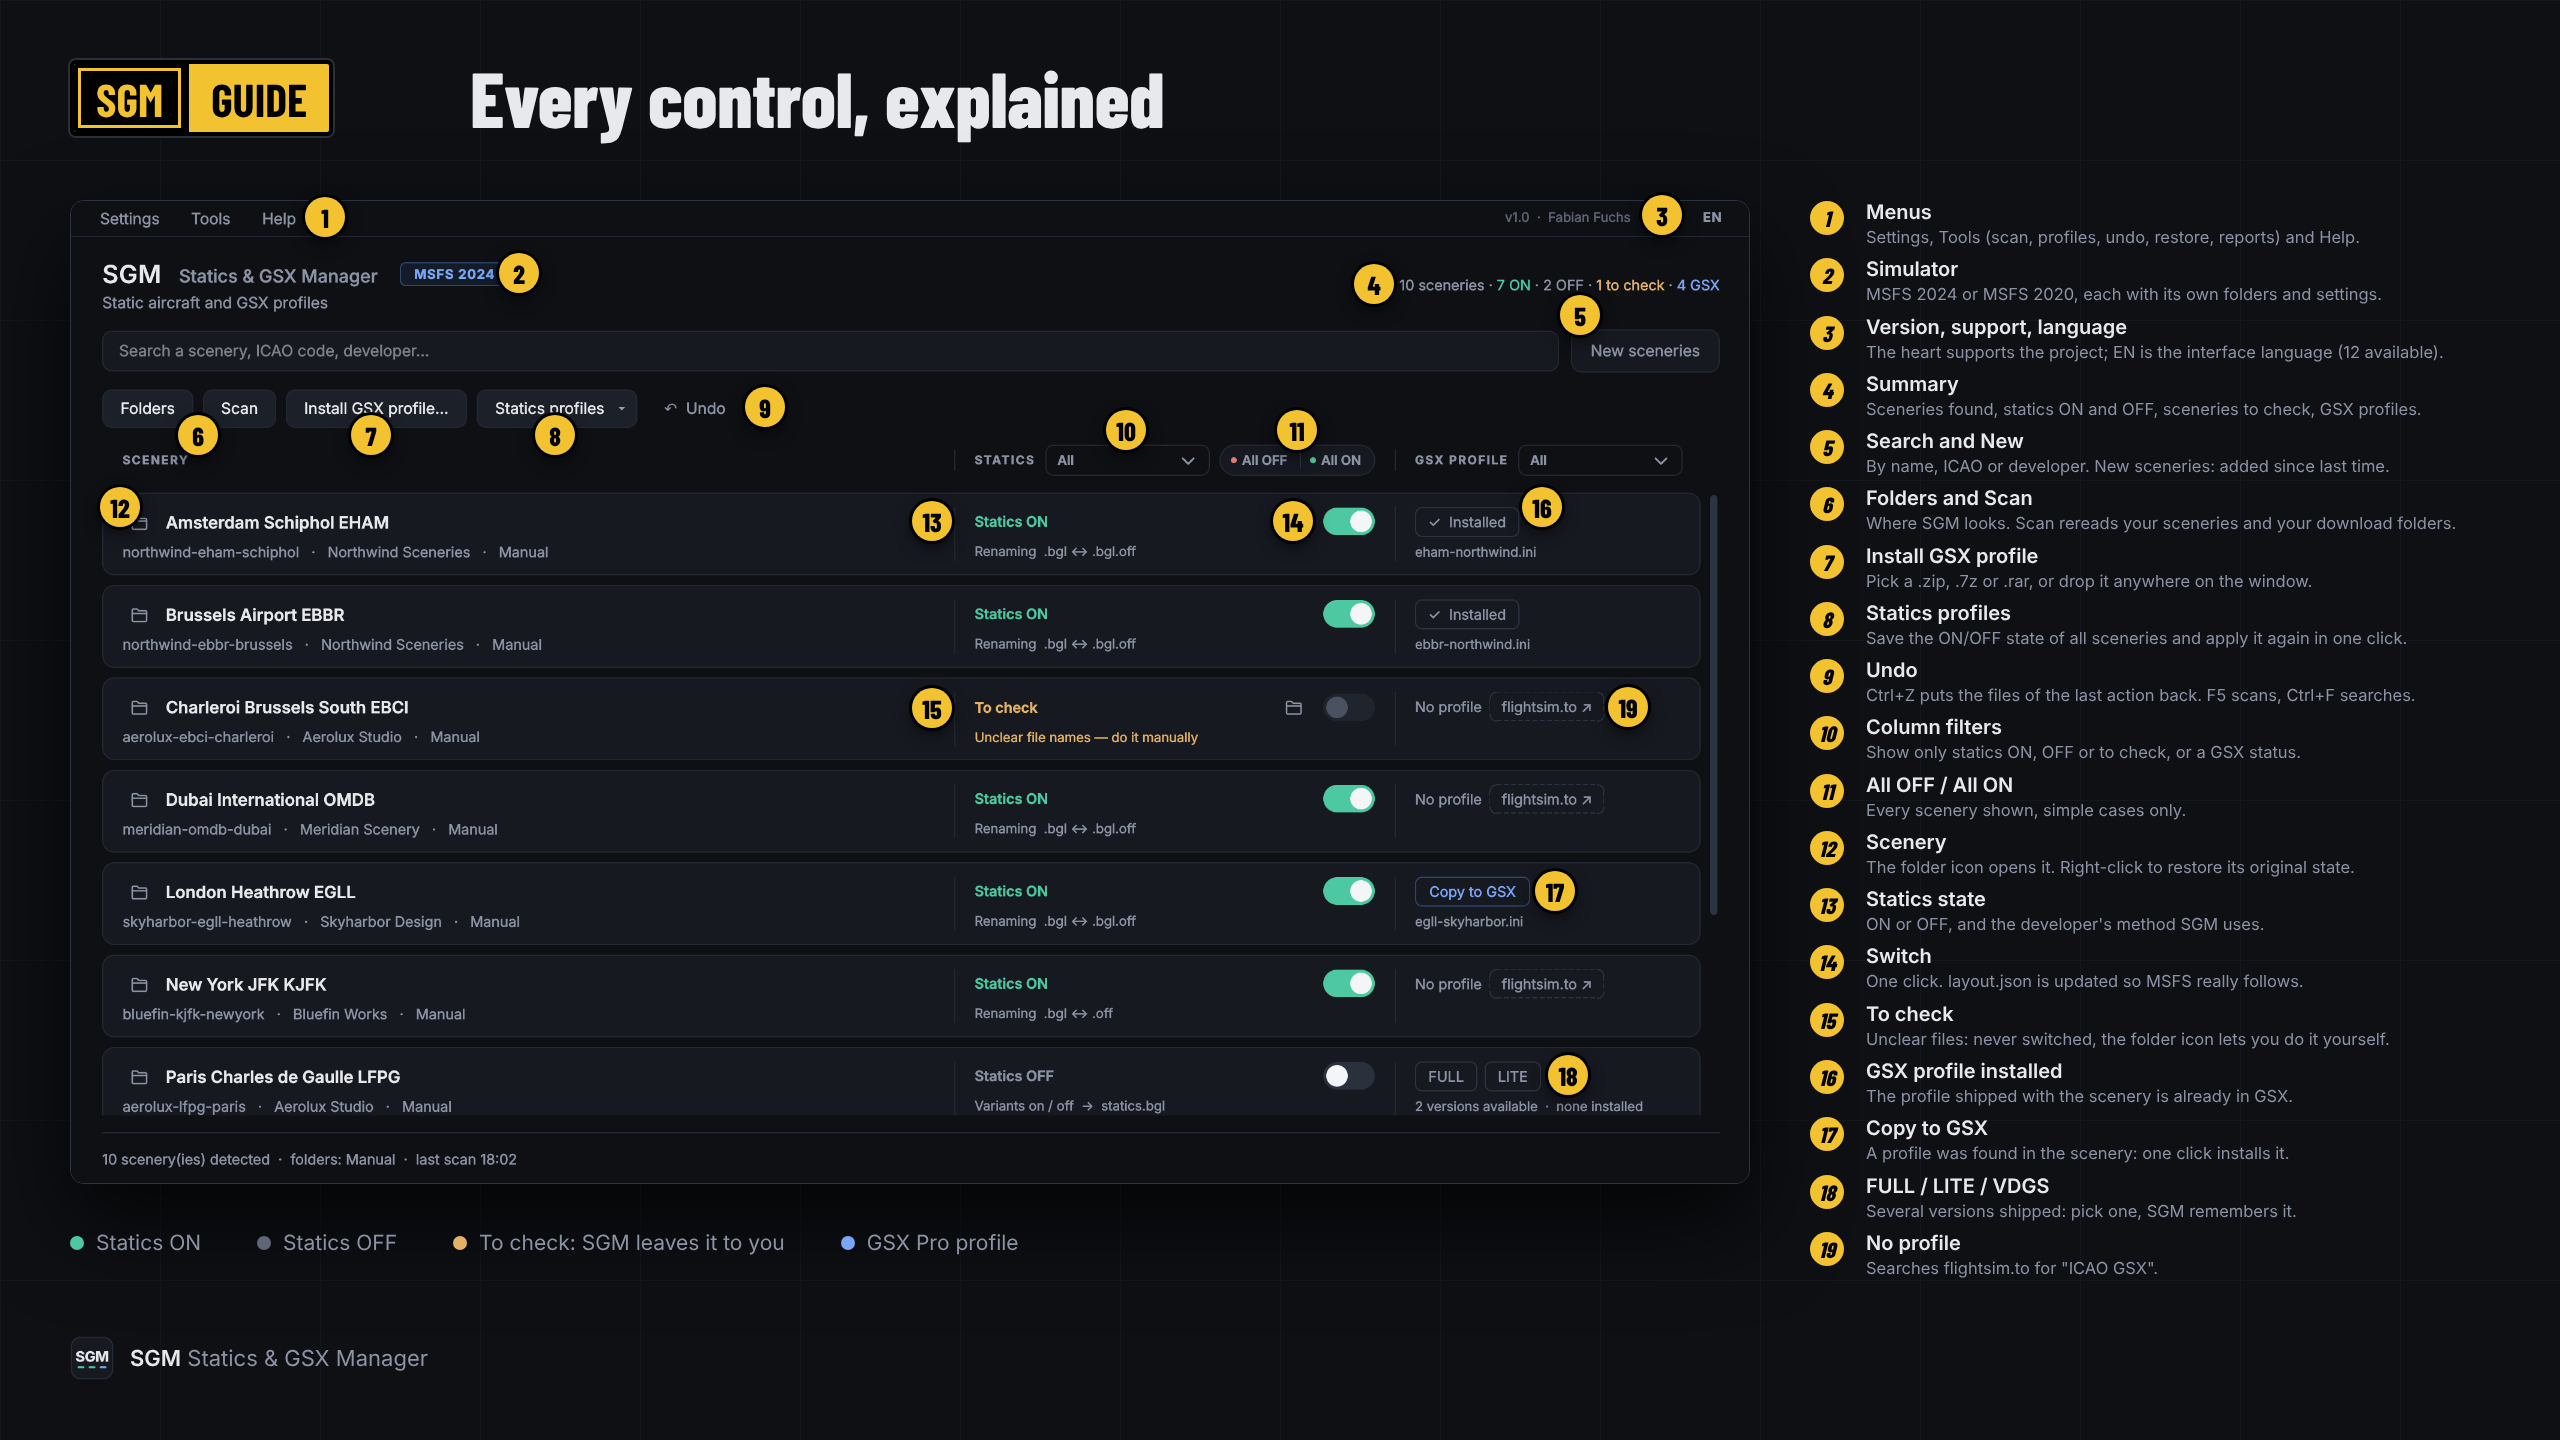 SGM GUIDE
Every control, explained
Settings Tools Help 1
v1.0 · Fabian Fuchs 3 EN
SGM Statics & GSX Manager MSFS 2024 2
Static aircraft and GSX profiles
4 10 sceneries · 7 ON · 2 OFF · 1 to check · 4 GSX
5
Search a scenery, ICAO code, developer...
New sceneries
Folders Scan Install GSX profile... Statics profiles ↶ Undo 9
6 7 8
10 11
SCENERY STATICS All All OFF All ON GSX PROFILE All
12 Amsterdam Schiphol EHAM 13 Statics ON 14 ✓ Installed 16
northwind-eham-schiphol · Northwind Sceneries · Manual Renaming .bgl ↔ .bgl.off eham-northwind.ini
Brussels Airport EBBR Statics ON ✓ Installed
northwind-ebbr-brussels · Northwind Sceneries · Manual Renaming .bgl ↔ .bgl.off ebbr-northwind.ini
Charleroi Brussels South EBCI 15 To check No profile flightsim.to ↗ 19
aerolux-ebci-charleroi · Aerolux Studio · Manual Unclear file names — do it manually
Dubai International OMDB Statics ON No profile flightsim.to ↗
meridian-omdb-dubai · Meridian Scenery · Manual Renaming .bgl ↔ .bgl.off
London Heathrow EGLL Statics ON Copy to GSX 17
skyharbor-egll-heathrow · Skyharbor Design · Manual Renaming .bgl ↔ .bgl.off egll-skyharbor.ini
New York JFK KJFK Statics ON No profile flightsim.to ↗
bluefin-kjfk-newyork · Bluefin Works · Manual Renaming .bgl ↔ .off
Paris Charles de Gaulle LFPG Statics OFF FULL LITE 18
aerolux-lfpg-paris · Aerolux Studio · Manual Variants on / off → statics.bgl 2 versions available · none installed
10 scenery(ies) detected · folders: Manual · last scan 18:02
Statics ON Statics OFF To check: SGM leaves it to you GSX Pro profile
SGM SGM Statics & GSX Manager
1 Menus
Settings, Tools (scan, profiles, undo, restore, reports) and Help.
2 Simulator
MSFS 2024 or MSFS 2020, each with its own folders and settings.
3 Version, support, language
The heart supports the project; EN is the interface language (12 available).
4 Summary
Sceneries found, statics ON and OFF, sceneries to check, GSX profiles.
5 Search and New
By name, ICAO or developer. New sceneries: added since last time.
6 Folders and Scan
Where SGM looks. Scan rereads your sceneries and your download folders.
7 Install GSX profile
Pick a .zip, .7z or .rar, or drop it anywhere on the window.
8 Statics profiles
Save the ON/OFF state of all sceneries and apply it again in one click.
9 Undo
Ctrl+Z puts the files of the last action back. F5 scans, Ctrl+F searches.
10 Column filters
Show only statics ON, OFF or to check, or a GSX status.
11 All OFF / All ON
Every scenery shown, simple cases only.
12 Scenery
The folder icon opens it. Right-click to restore its original state.
13 Statics state
ON or OFF, and the developer's method SGM uses.
14 Switch
One click. layout.json is updated so MSFS really follows.
15 To check
Unclear files: never switched, the folder icon lets you do it yourself.
16 GSX profile installed
The profile shipped with the scenery is already in GSX.
17 Copy to GSX
A profile was found in the scenery: one click installs it.
18 FULL / LITE / VDGS
Several versions shipped: pick one, SGM remembers it.
19 No profile
Searches flightsim.to for "ICAO GSX".